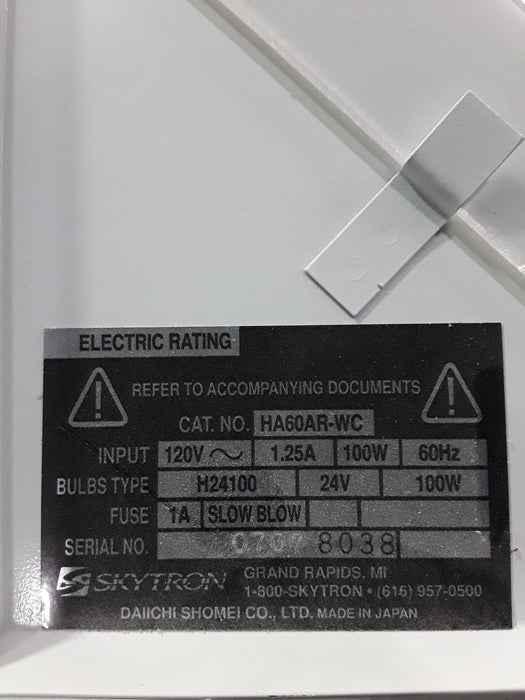 ELECTRIC RATING
REFER TO ACCOMPANYING DOCUMENTS
CAT. NO. HA60AR-WC
INPUT 120V ~ 1.25A 100W 60Hz
BULBS TYPE H24100 24V 100W
FUSE 1A SLOW BLOW
SERIAL NO. 0707 8038
SKYTRON GRAND RAPIDS, MI
1-800-SKYTRON • (616) 957-0500
DAIICHI SHOMEI CO., LTD. MADE IN JAPAN